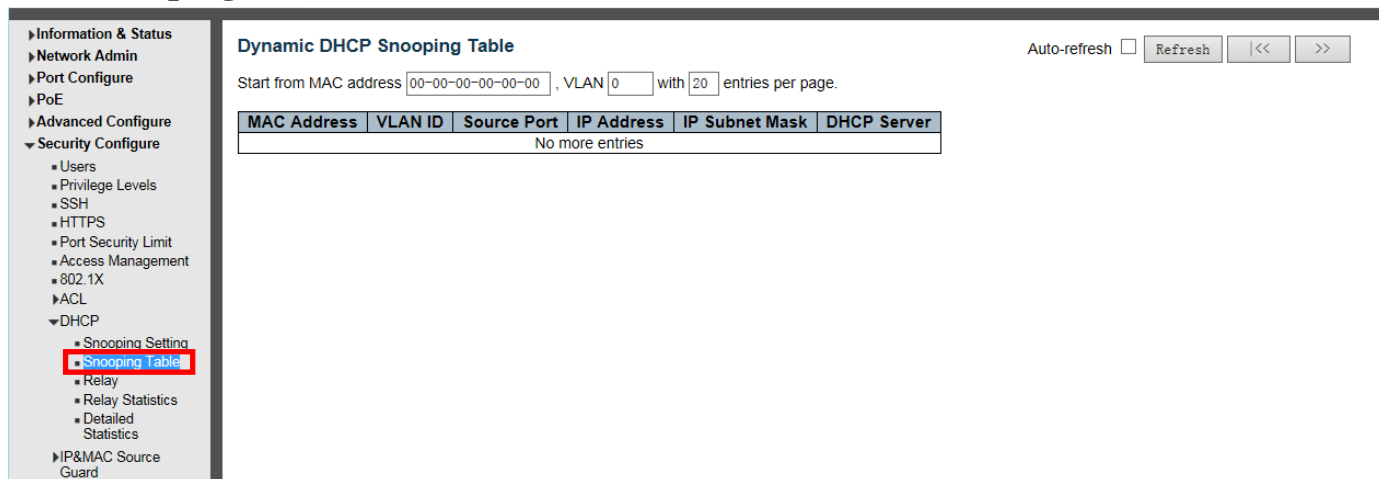 Information & Status
Network Admin
Port Configure
PoE
Advanced Configure
Security Configure
Users
Privilege Levels
SSH
HTTPS
Port Security Limit
Access Management
802.1X
ACL
DHCP
Snooping Setting
Snooping Table
Relay
Relay Statistics
Detailed
Statistics
IP&MAC Source
Guard
Dynamic DHCP Snooping Table
Auto-refresh Refresh |<< >>
Start from MAC address 00-00-00-00-00-00 , VLAN 0 with 20 entries per page.
MAC Address VLAN ID Source Port IP Address IP Subnet Mask DHCP Server
No more entries